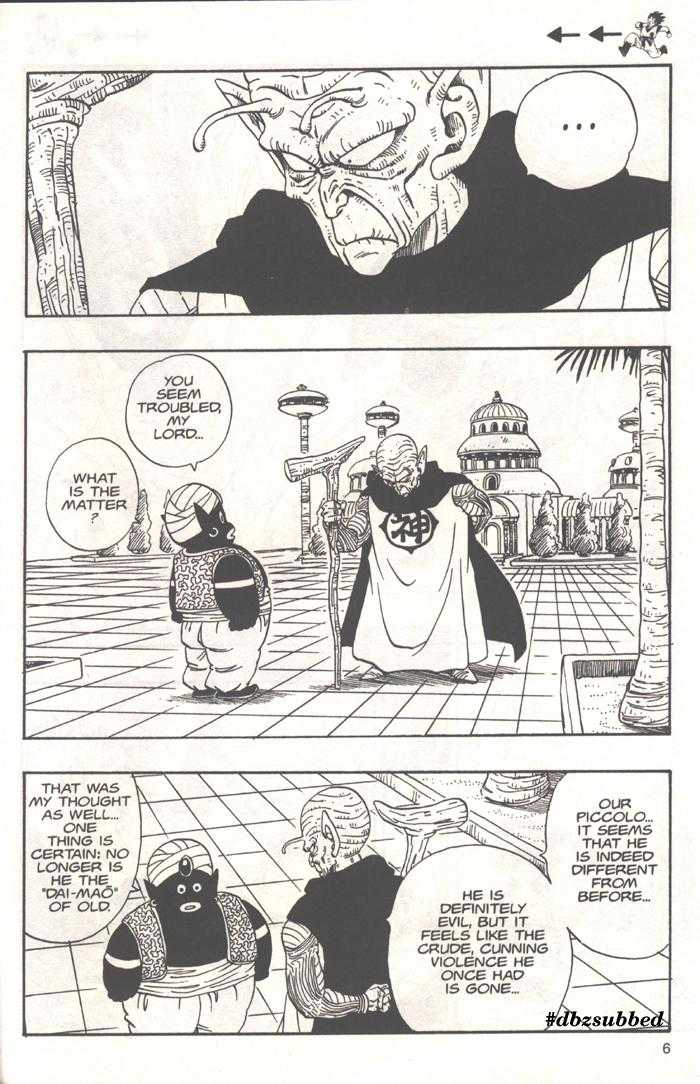 ...
YOU
SEEM
TROUBLED,
MY
LORD...
WHAT
IS THE
MATTER
?
神
OUR
PICCOLO...
IT SEEMS
THAT HE
IS INDEED
DIFFERENT
FROM
BEFORE...
HE IS
DEFINITELY
EVIL, BUT IT
FEELS LIKE THE
CRUDE, CUNNING
VIOLENCE HE
ONCE HAD
IS GONE...
THAT WAS
MY THOUGHT
AS WELL...
ONE
THING IS
CERTAIN: NO
LONGER IS
HE THE
"DAI-MAÔ"
OF OLD.
#dbzsubbed
6